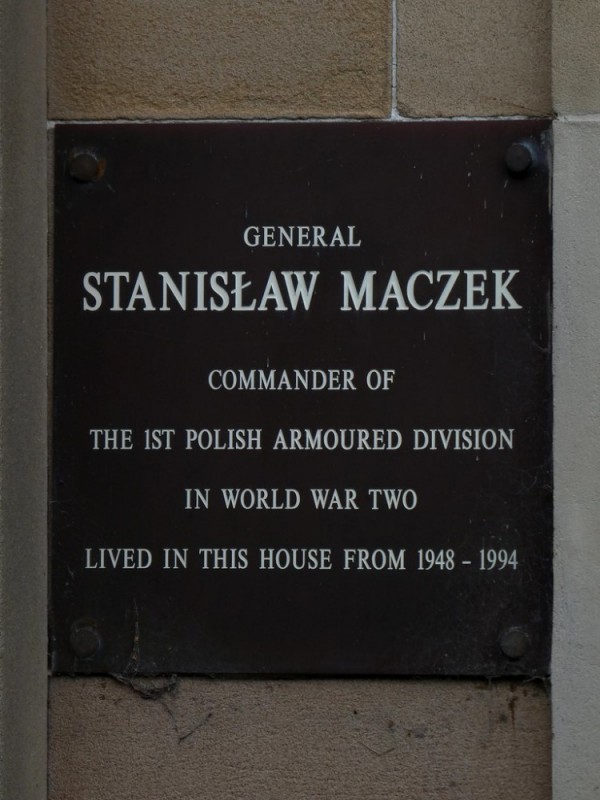 GENERAL
STANISŁAW MACZEK
COMMANDER OF
THE 1ST POLISH ARMOURED DIVISION
IN WORLD WAR TWO
LIVED IN THIS HOUSE FROM 1948 – 1994